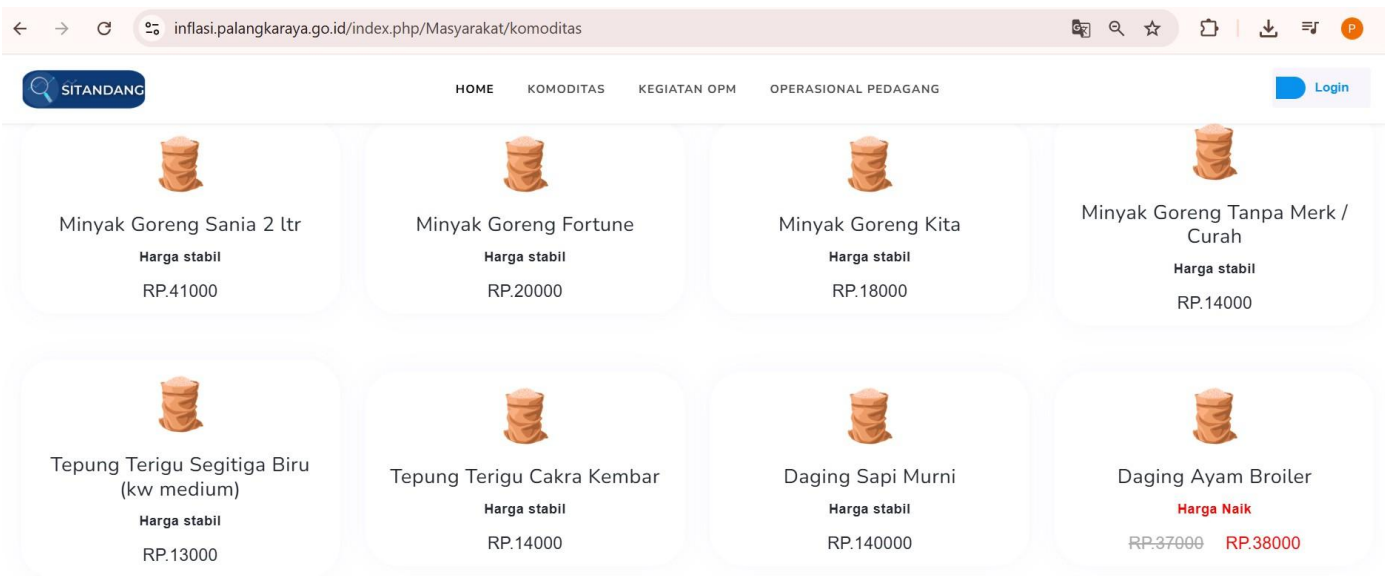 inflasi.palangkaraya.go.id/index.php/Masyarakat/komoditas
P
SITANDANG
HOME KOMODITAS KEGIATAN OPM OPERASIONAL PEDAGANG
Login
Minyak Goreng Sania 2 ltr
Harga stabil
RP.41000
Minyak Goreng Fortune
Harga stabil
RP.20000
Minyak Goreng Kita
Harga stabil
RP.18000
Minyak Goreng Tanpa Merk /
Curah
Harga stabil
RP.14000
Tepung Terigu Segitiga Biru
(kw medium)
Harga stabil
RP.13000
Tepung Terigu Cakra Kembar
Harga stabil
RP.14000
Daging Sapi Murni
Harga stabil
RP.140000
Daging Ayam Broiler
Harga Naik
RP.37000 RP.38000